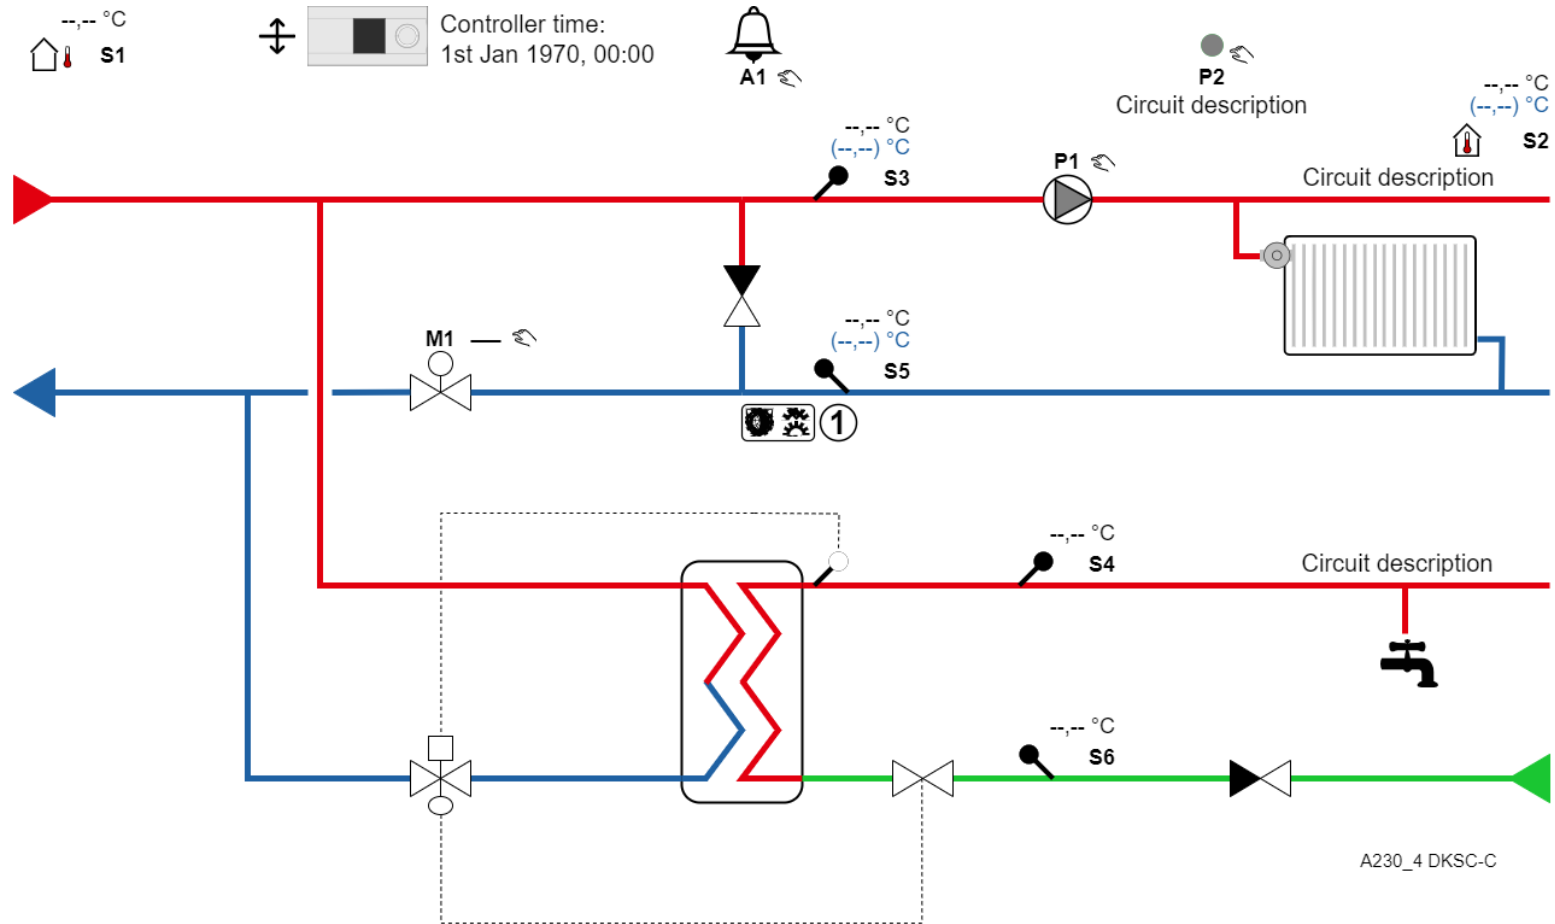 --,-- °C
S1
Controller time:
1st Jan 1970, 00:00
A1
P2
Circuit description
--,-- °C
(--,--) °C
S2
Circuit description
--,-- °C
(--,--) °C
S3
P1
M1
--,-- °C
(--,--) °C
S5
1
--,-- °C
S4
Circuit description
--,-- °C
S6
A230_4 DKSC-C